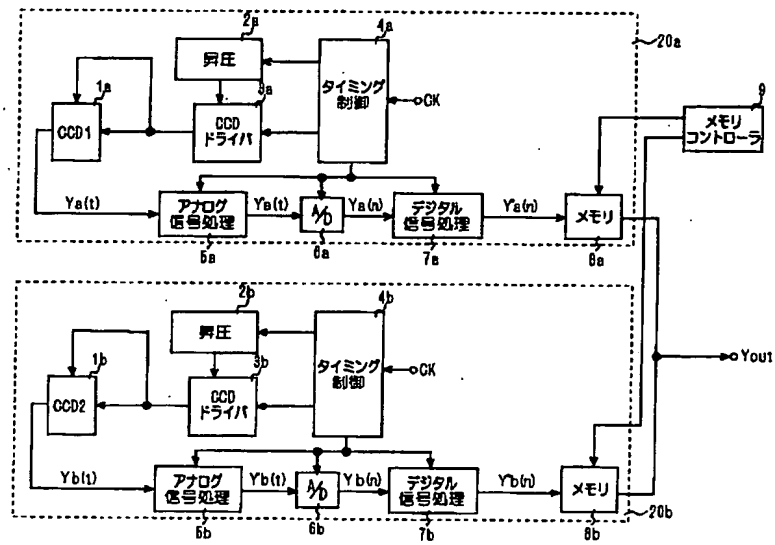 2a
4a
20a
昇圧
3a
タイミング
制御
CK
1a
CCD1
CCD
ドライバ
9
メモリ
コントローラ
Ya(t)
アナログ
信号処理
Y'a(t)
A/D
Ya(n)
デジタル
信号処理
Y'a(n)
メモリ
5a
6a
7a
8a
2b
4b
昇圧
3b
タイミング
制御
CK
Yout
1b
CCD2
CCD
ドライバ
Yb(t)
アナログ
信号処理
Y'b(t)
A/D
Yb(n)
デジタル
信号処理
Y'b(n)
メモリ
5b
6b
7b
8b
20b